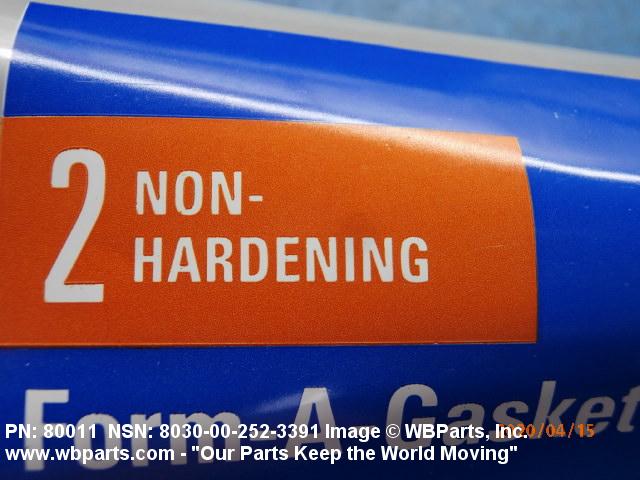 2 NON-
HARDENING
Form-A-Gasket
PN: 80011 NSN: 8030-00-252-3391 Image © WBParts, Inc.
2020/04/15
www.wbparts.com - "Our Parts Keep the World Moving"